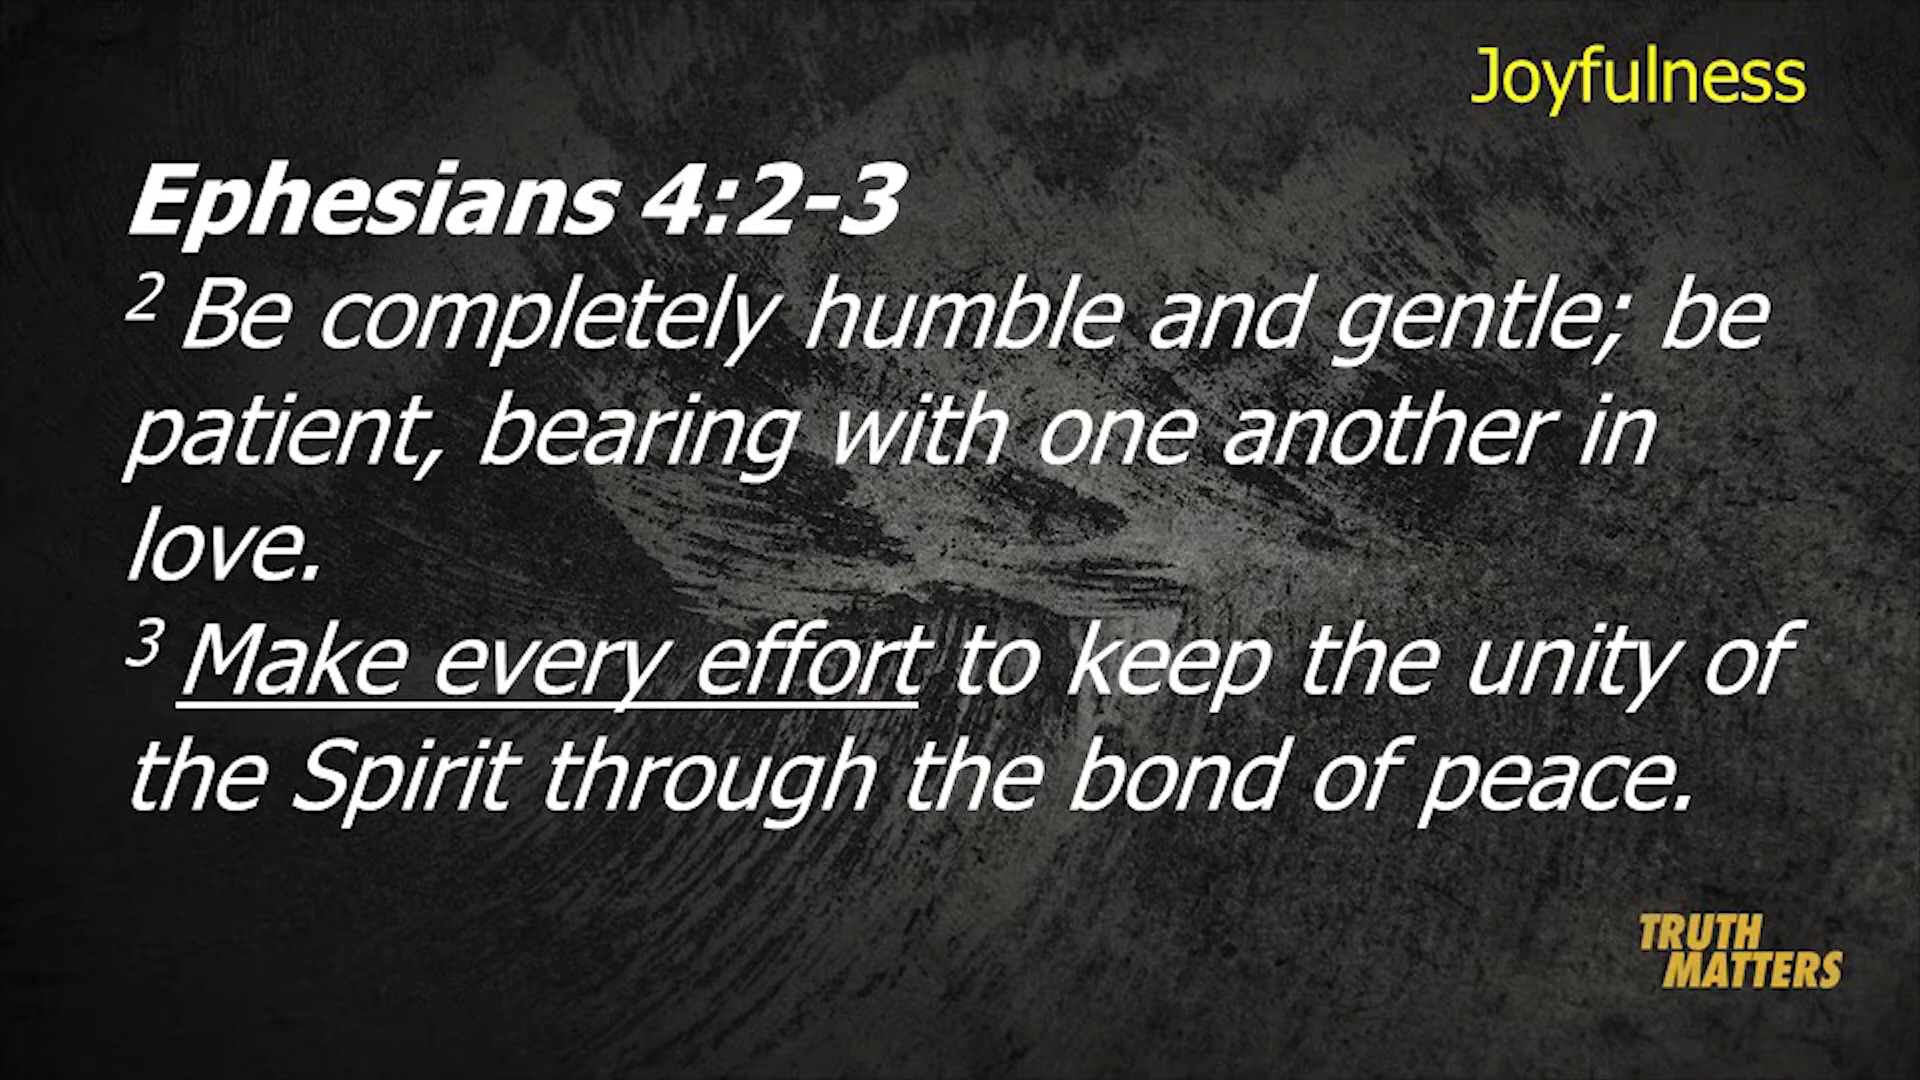 Joyfulness
Ephesians 4:2-3
2 Be completely humble and gentle; be
patient, bearing with one another in
love.
3 Make every effort to keep the unity of
the Spirit through the bond of peace.
TRUTH
MATTERS